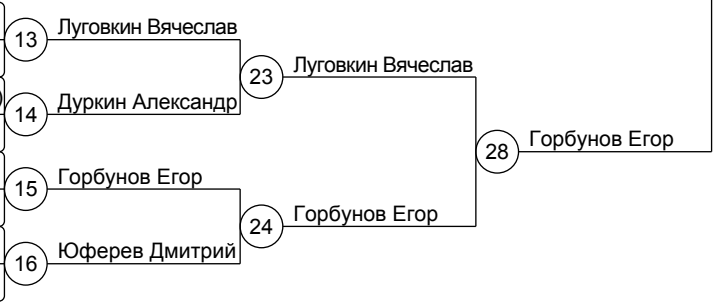 13 Луговкин Вячеслав
23 Луговкин Вячеслав
14 Дуркин Александр
28 Горбунов Егор
15 Горбунов Егор
24 Горбунов Егор
16 Юферев Дмитрий